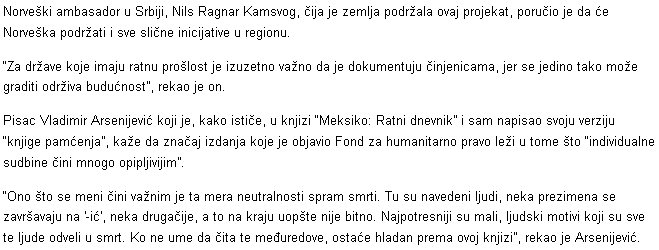 Norveški ambasador u Srbiji, Nils Ragnar Kamsvog, čija je zemlja podržala ovaj projekat, poručio je da će
Norveška podržati i sve slične inicijative u regionu.
"Za države koje imaju ratnu prošlost je izuzetno važno da je dokumentuju činjenicama, jer se jedino tako može
graditi održiva budućnost", rekao je on.
Pisac Vladimir Arsenijević koji je, kako ističe, u knjizi "Meksiko: Ratni dnevnik" i sam napisao svoju verziju
"knjige pamćenja", kaže da značaj izdanja koje je objavio Fond za humanitarno pravo leži u tome što "individualne
sudbine čini mnogo opipljivijim".
"Ono što se meni čini važnim je ta mera neutralnosti spram smrti. Tu su navedeni ljudi, neka prezimena se
završavaju na '-ić', neka drugačije, a to na kraju uopšte nije bitno. Najpotresniji su mali, ljudski motivi koji su sve
te ljude odveli u smrt. Ko ne ume da čita te međuredove, ostaće hladan prema ovoj knjizi", rekao je Arsenijević.